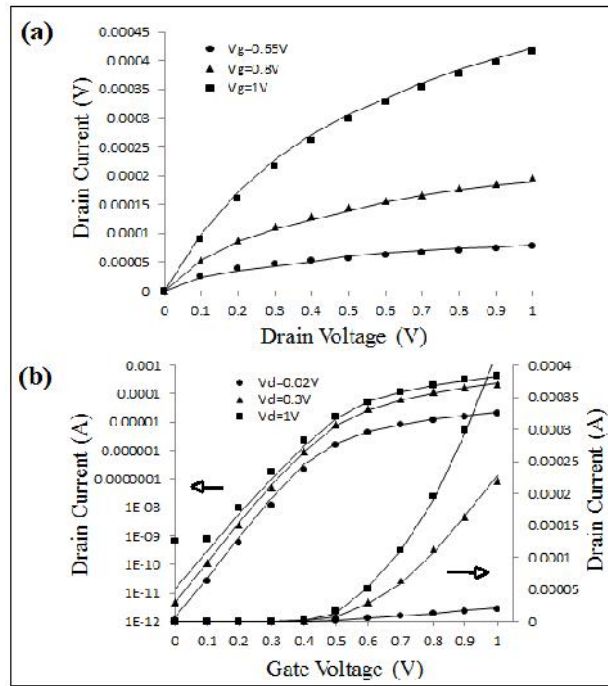 (a)
0.00045
0.0004
0.00035
0.0003
0.00025
0.0002
0.00015
0.0001
0.00005
0
Drain Current (V)
Vg=0.65V
Vg=0.8V
Vg=1V
0 0.1 0.2 0.3 0.4 0.5 0.6 0.7 0.8 0.9 1
Drain Voltage (V)
(b)
0.001
0.0001
0.00001
0.000001
0.0000001
1E-08
1E-09
1E-10
1E-11
1E-12
Drain Current (A)
Vd=0.02V
Vd=0.3V
Vd=1V
0.0004
0.00035
0.0003
0.00025
0.0002
0.00015
0.0001
0.00005
0
Drain Current (A)
0 0.1 0.2 0.3 0.4 0.5 0.6 0.7 0.8 0.9 1
Gate Voltage (V)